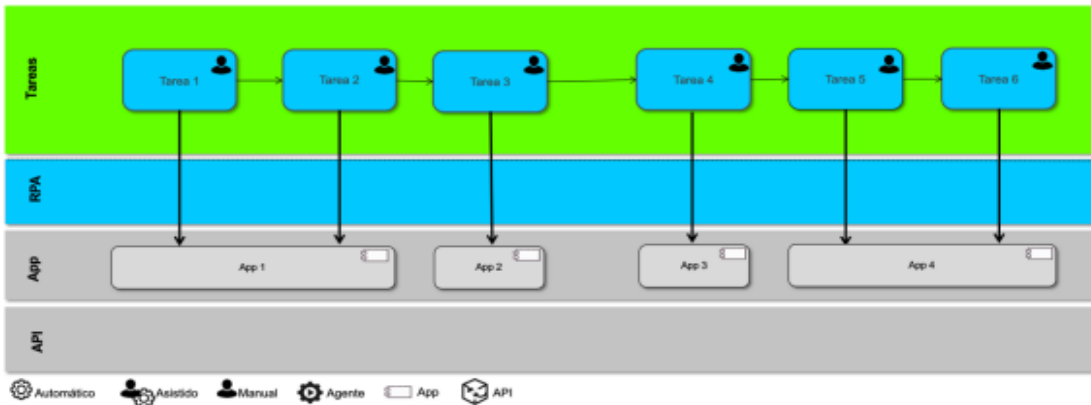 Tareas
Tarea 1
Tarea 2
Tarea 3
Tarea 4
Tarea 5
Tarea 6
RPA
App
App 1
App 2
App 3
App 4
API
Automático Asistido Manual Agente App API